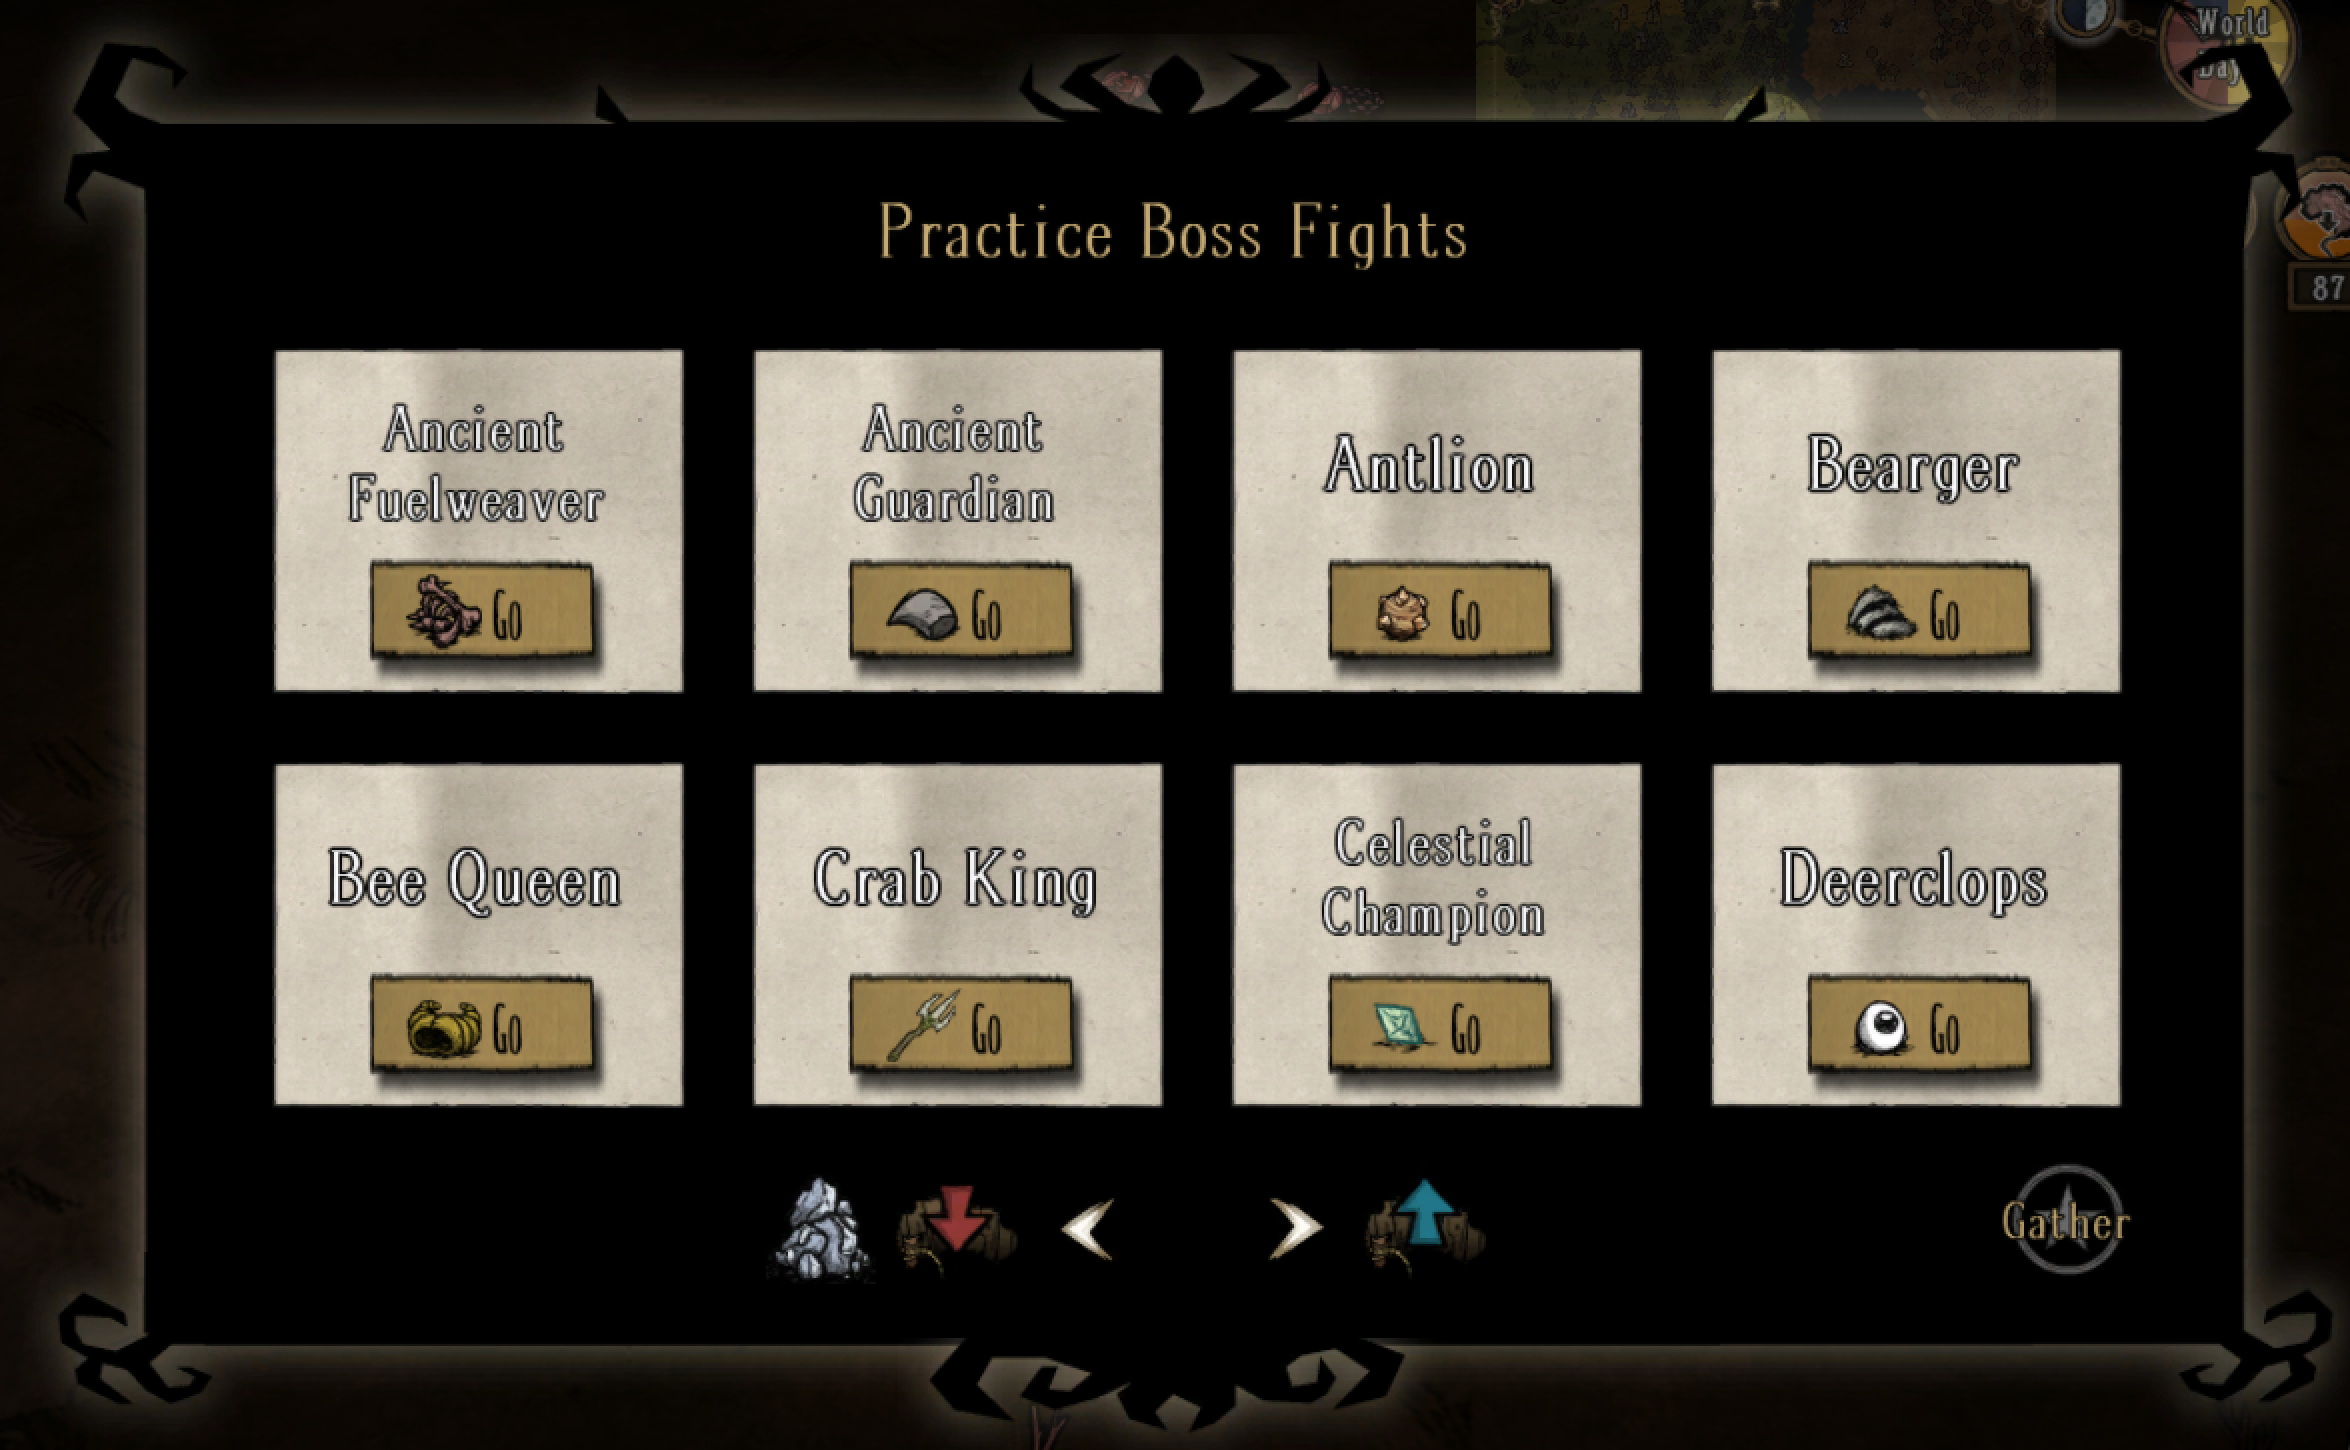 World
Day
Practice Boss Fights
87
Ancient
Fuelweaver
Go
Ancient
Guardian
Go
Antlion
Go
Bearger
Go
Bee Queen
Go
Crab King
Go
Celestial
Champion
Go
Deerclops
Go
Gather